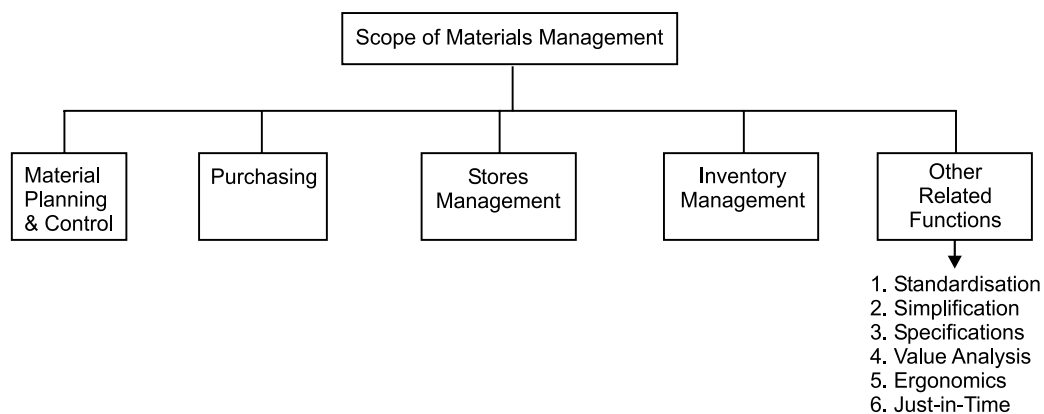 Scope of Materials Management
Material
Planning
& Control
Purchasing
Stores
Management
Inventory
Management
Other
Related
Functions
1. Standardisation
2. Simplification
3. Specifications
4. Value Analysis
5. Ergonomics
6. Just-in-Time